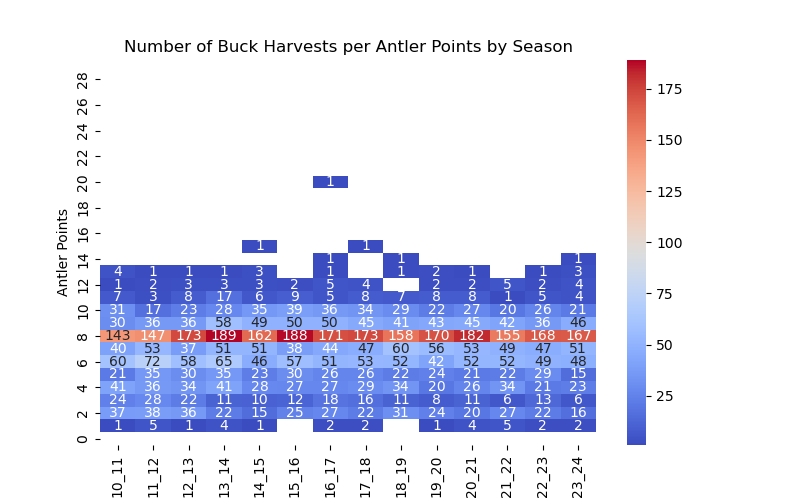 Number of Buck Harvests per Antler Points by Season
Antler Points
28
26
24
22
20
18
16
14
12
10
8
6
4
2
0
1
1 1
1 1 1
4 1 1 1 3 1 1 2 1 1 3
1 2 3 3 3 2 5 4 2 2 5 2 4
7 3 8 17 6 9 5 8 7 8 8 1 5 4
31 17 23 28 35 39 36 34 29 22 27 20 26 21
30 36 36 58 49 50 50 45 41 43 45 42 36 46
143 147 173 189 162 188 171 173 158 170 182 155 168 167
40 53 37 51 51 38 44 47 60 56 53 49 47 51
60 72 58 65 46 57 51 53 52 42 52 52 49 48
21 35 30 35 23 30 26 26 22 24 21 22 29 15
41 36 34 41 28 27 27 29 34 20 26 34 21 23
24 28 22 11 10 12 18 16 11 8 11 6 13 6
37 38 36 22 15 25 27 22 31 24 20 27 22 16
1 5 1 4 1 2 2 1 4 5 2 2
10_11 11_12 12_13 13_14 14_15 15_16 16_17 17_18 18_19 19_20 20_21 21_22 22_23 23_24
175
150
125
100
75
50
25